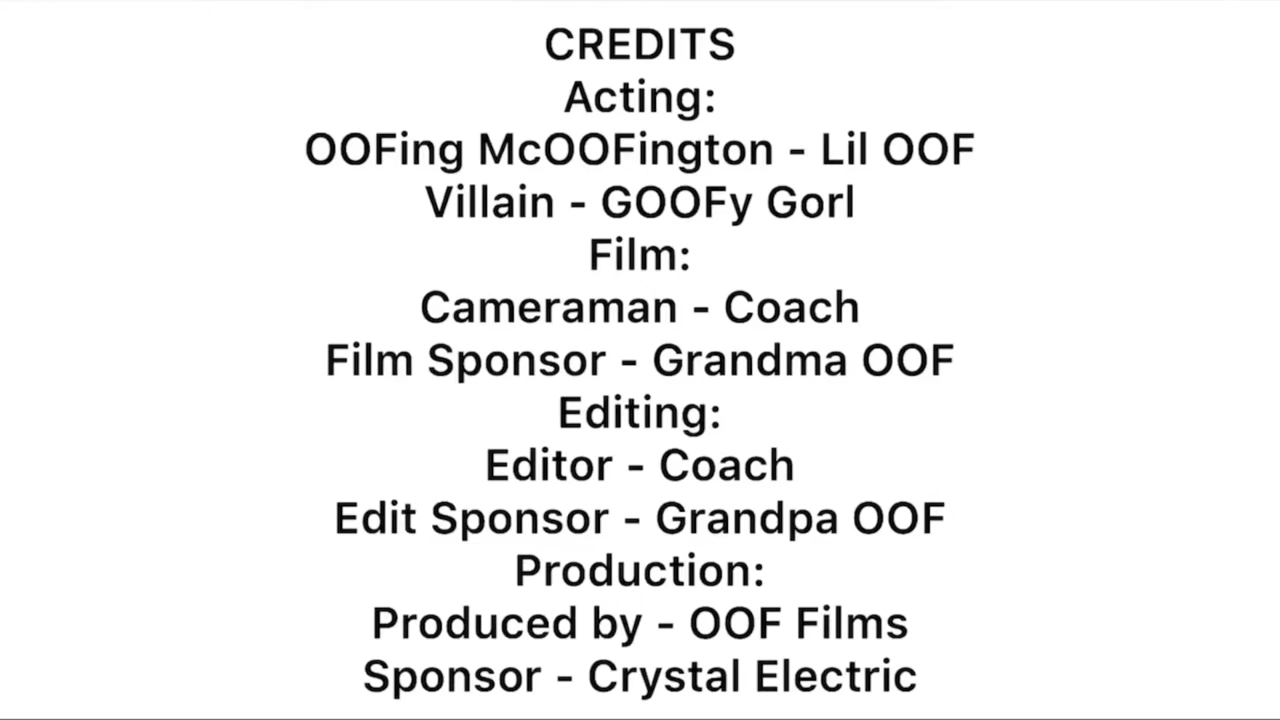 CREDITS
Acting:
OOFing McOOFington - Lil OOF
Villain - GOOFy Gorl
Film:
Cameraman - Coach
Film Sponsor - Grandma OOF
Editing:
Editor - Coach
Edit Sponsor - Grandpa OOF
Production:
Produced by - OOF Films
Sponsor - Crystal Electric